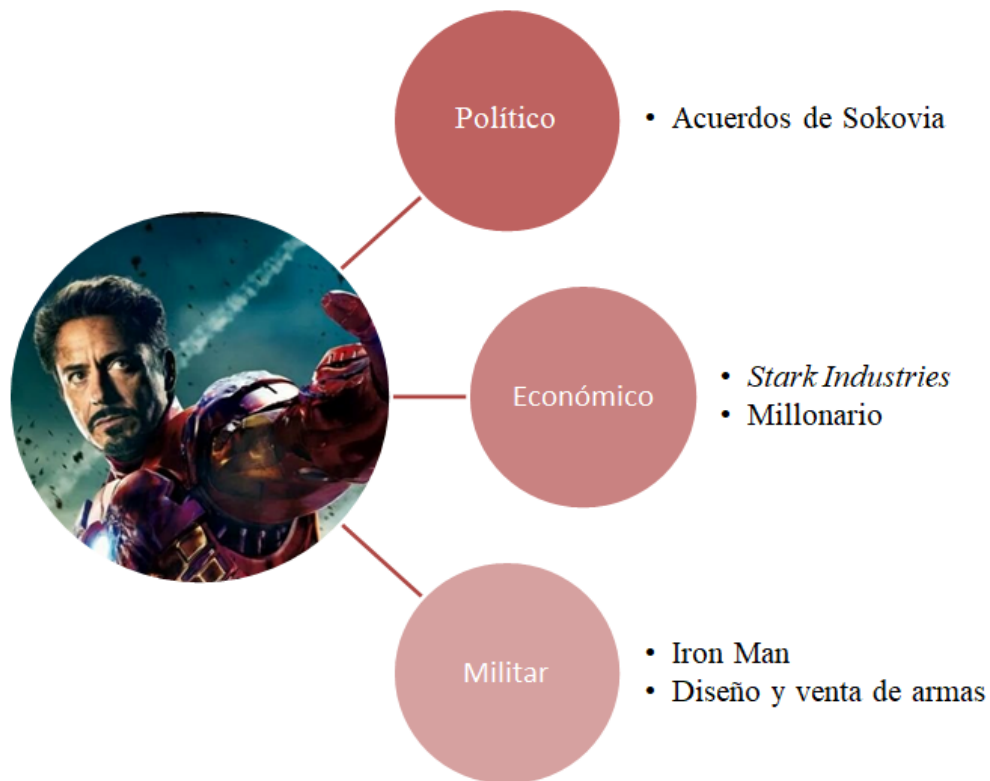 Político
• Acuerdos de Sokovia
Económico
• Stark Industries
• Millonario
Militar
• Iron Man
• Diseño y venta de armas